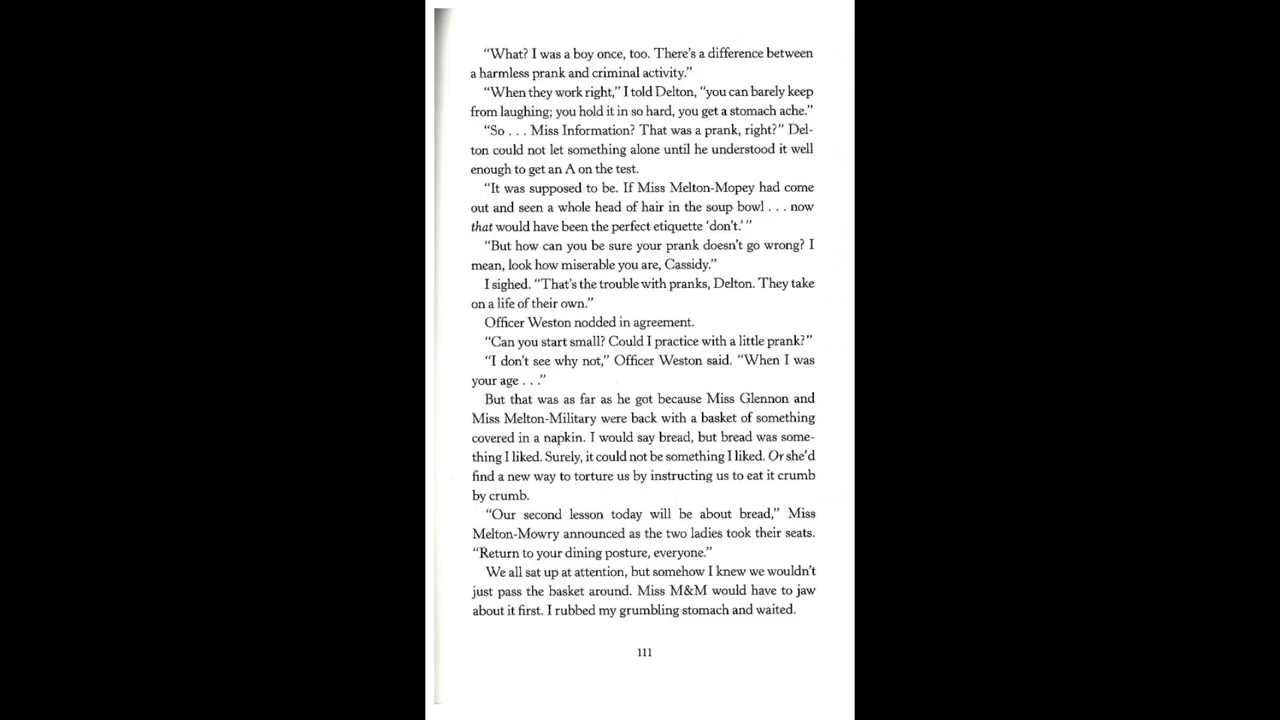 “What? I was a boy once, too. There’s a difference between
a harmless prank and criminal activity.”
“When they work right,” I told Delton, “you can barely keep
from laughing; you hold it in so hard, you get a stomach ache.”
“So . . . Miss Information? That was a prank, right?” Del-
ton could not let something alone until he understood it well
enough to get an A on the test.
“It was supposed to be. If Miss Melton-Mopey had come
out and seen a whole head of hair in the soup bowl . . . now
that would have been the perfect etiquette ‘don’t.’ ”
“But how can you be sure your prank doesn’t go wrong? I
mean, look how miserable you are, Cassidy.”
I sighed. “That’s the trouble with pranks, Delton. They take
on a life of their own.”
Officer Weston nodded in agreement.
“Can you start small? Could I practice with a little prank?”
“I don’t see why not,” Officer Weston said. “When I was
your age . . .”
But that was as far as he got because Miss Glennon and
Miss Melton-Military were back with a basket of something
covered in a napkin. I would say bread, but bread was some-
thing I liked. Surely, it could not be something I liked. Or she’d
find a new way to torture us by instructing us to eat it crumb
by crumb.
“Our second lesson today will be about bread,” Miss
Melton-Mowry announced as the two ladies took their seats.
“Return to your dining posture, everyone.”
We all sat up at attention, but somehow I knew we wouldn’t
just pass the basket around. Miss M&M would have to jaw
about it first. I rubbed my grumbling stomach and waited.
111